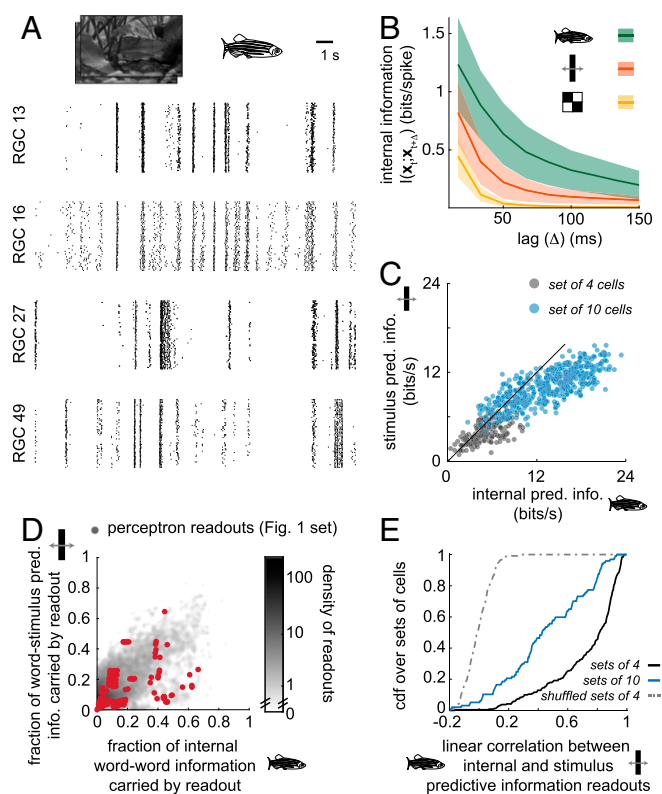 A
1 s
RGC 13
RGC 16
RGC 27
RGC 49
B
internal information
I(xₜ;xₜ₊Δ) (bits/spike)
1.5
1
0.5
0
50
100
150
lag (Δ) (ms)
C
24
12
0
stimulus pred. info.
(bits/s)
set of 4 cells
set of 10 cells
0
12
24
internal pred. info.
(bits/s)
D
perceptron readouts (Fig. 1 set)
fraction of word-stimulus pred.
info. carried by readout
1
0.8
0.6
0.4
0.2
0
0
0.2
0.4
0.6
0.8
1
100
10
1
0
density of readouts
fraction of internal
word-word information
carried by readout
E
cdf over sets of cells
1
0.8
0.6
0.4
0.2
0
sets of 4
sets of 10
shuffled sets of 4
-0.2
0.2
0.6
1
linear correlation between
internal and stimulus
predictive information readouts